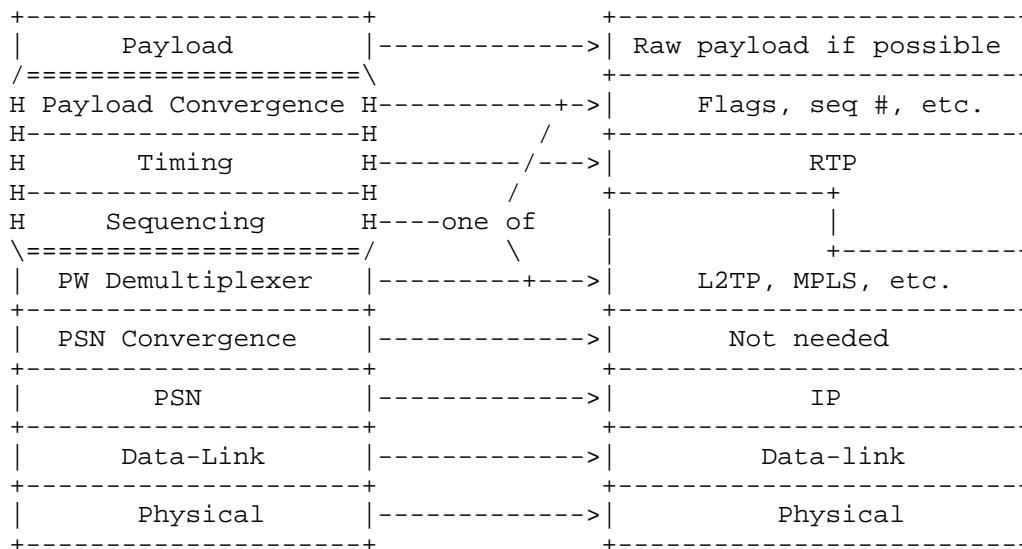 Payload Raw payload if possible
Payload Convergence Flags, seq #, etc.
Timing RTP
Sequencing one of
PW Demultiplexer L2TP, MPLS, etc.
PSN Convergence Not needed
PSN IP
Data-Link Data-link
Physical Physical